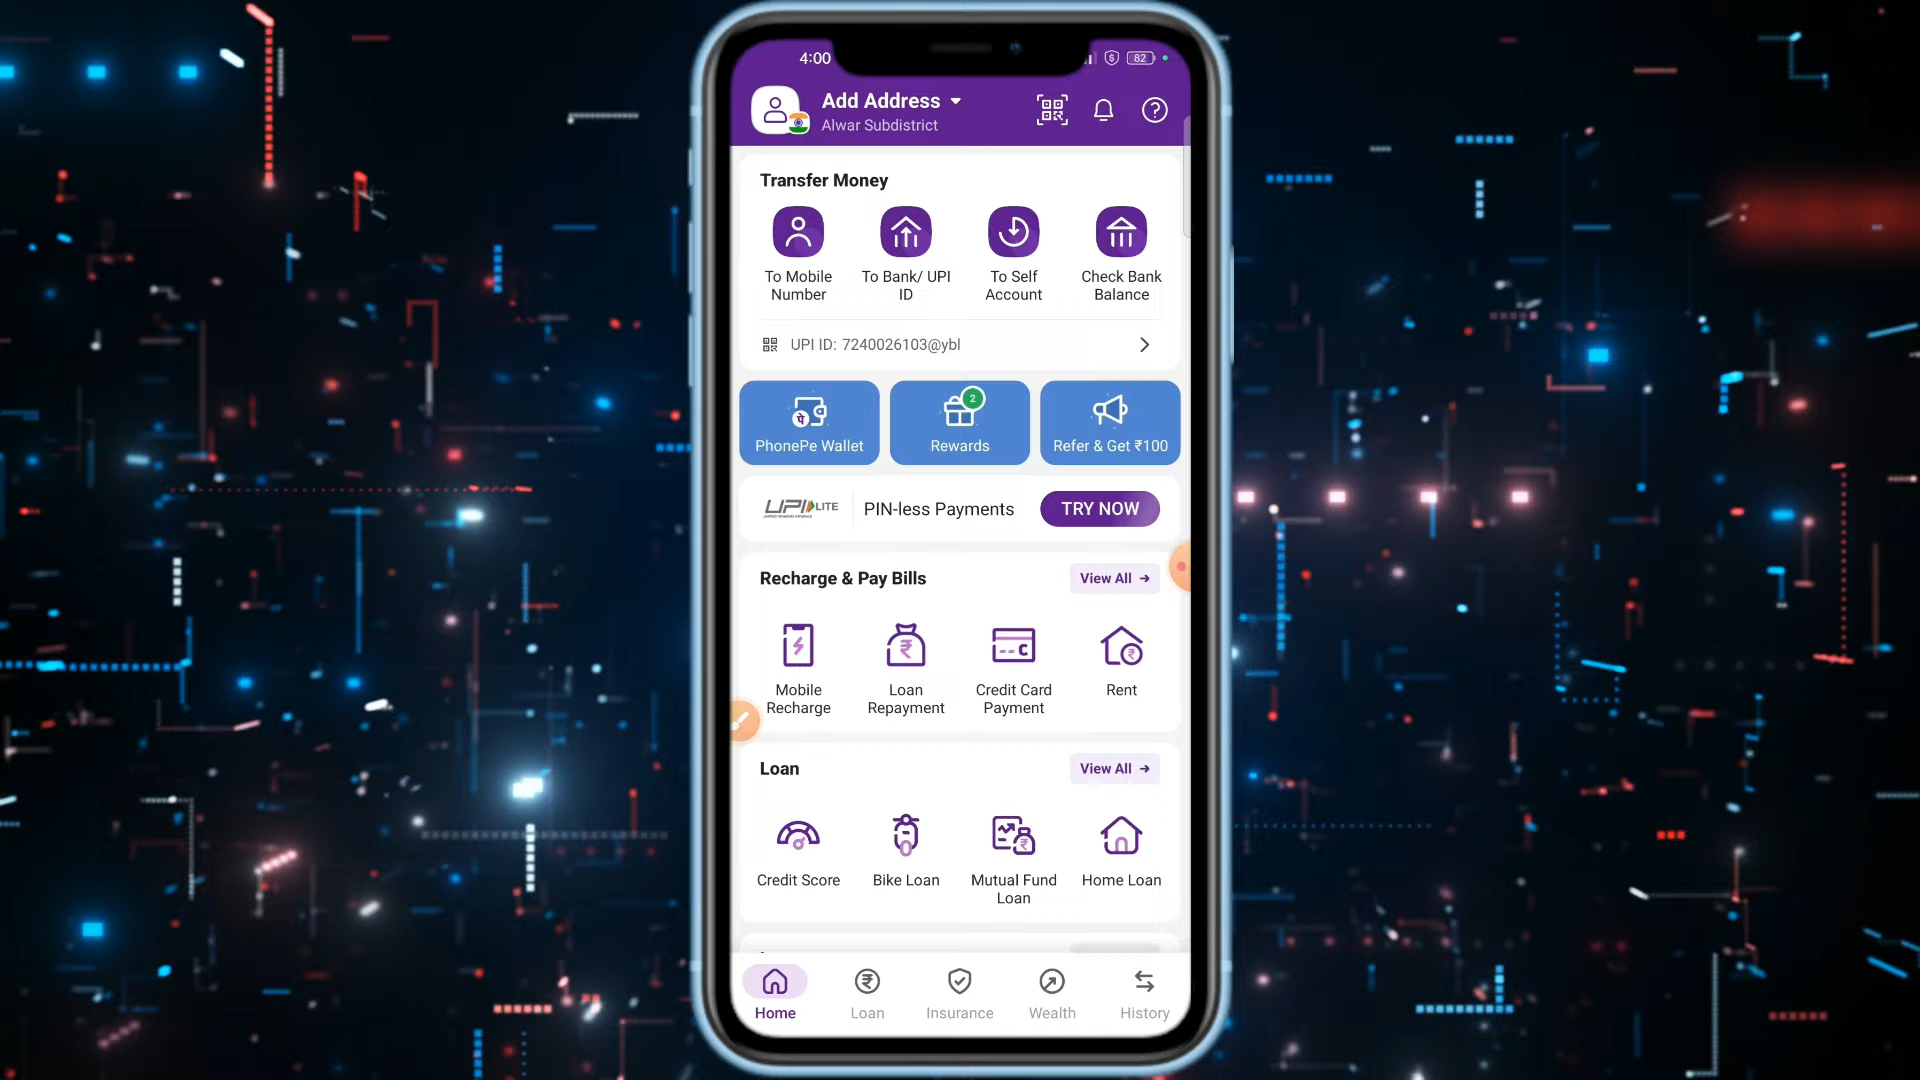 4:00
82
Add Address
Alwar Subdistrict
Transfer Money
To Mobile Number
To Bank/ UPI ID
To Self Account
Check Bank Balance
UPI ID: 7240026103@ybl
पे
2
PhonePe Wallet
Rewards
Refer & Get ₹100
UPI LITE
PIN-less Payments
TRY NOW
Recharge & Pay Bills
View All
Mobile Recharge
Loan Repayment
Credit Card Payment
Rent
Loan
View All
Credit Score
Bike Loan
Mutual Fund Loan
Home Loan
Home
Loan
Insurance
Wealth
History